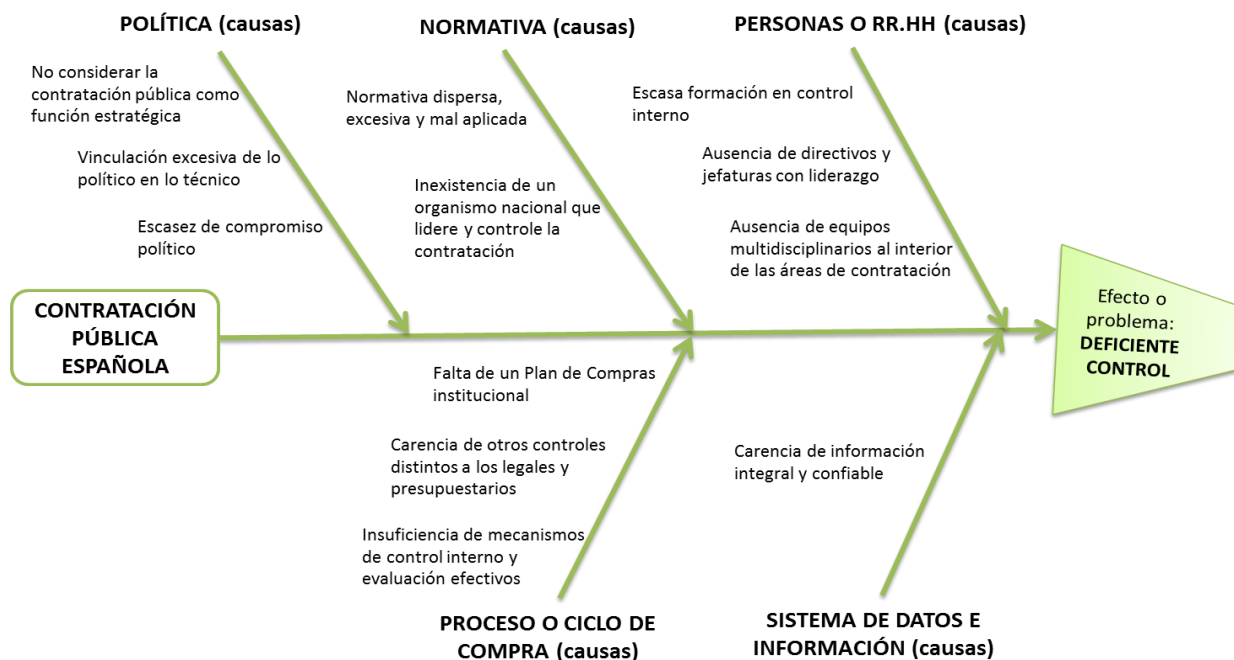 POLÍTICA (causas)
No considerar la
contratación pública como
función estratégica
Vinculación excesiva de lo
político en lo técnico
Escasez de compromiso
político
NORMATIVA (causas)
Normativa dispersa,
excesiva y mal aplicada
Inexistencia de un
organismo nacional que
lidere y controle la
contratación
PERSONAS O RR.HH (causas)
Escasa formación en control
interno
Ausencia de directivos y
jefaturas con liderazgo
Ausencia de equipos
multidisciplinarios al interior
de las áreas de contratación
CONTRATACIÓN
PÚBLICA
ESPAÑOLA
Efecto o
problema:
DEFICIENTE
CONTROL
Falta de un Plan de Compras
institucional
Carencia de otros controles
distintos a los legales y
presupuestarios
Insuficiencia de mecanismos
de control interno y
evaluación efectivos
PROCESO O CICLO DE
COMPRA (causas)
Carencia de información
integral y confiable
SISTEMA DE DATOS E
INFORMACIÓN (causas)